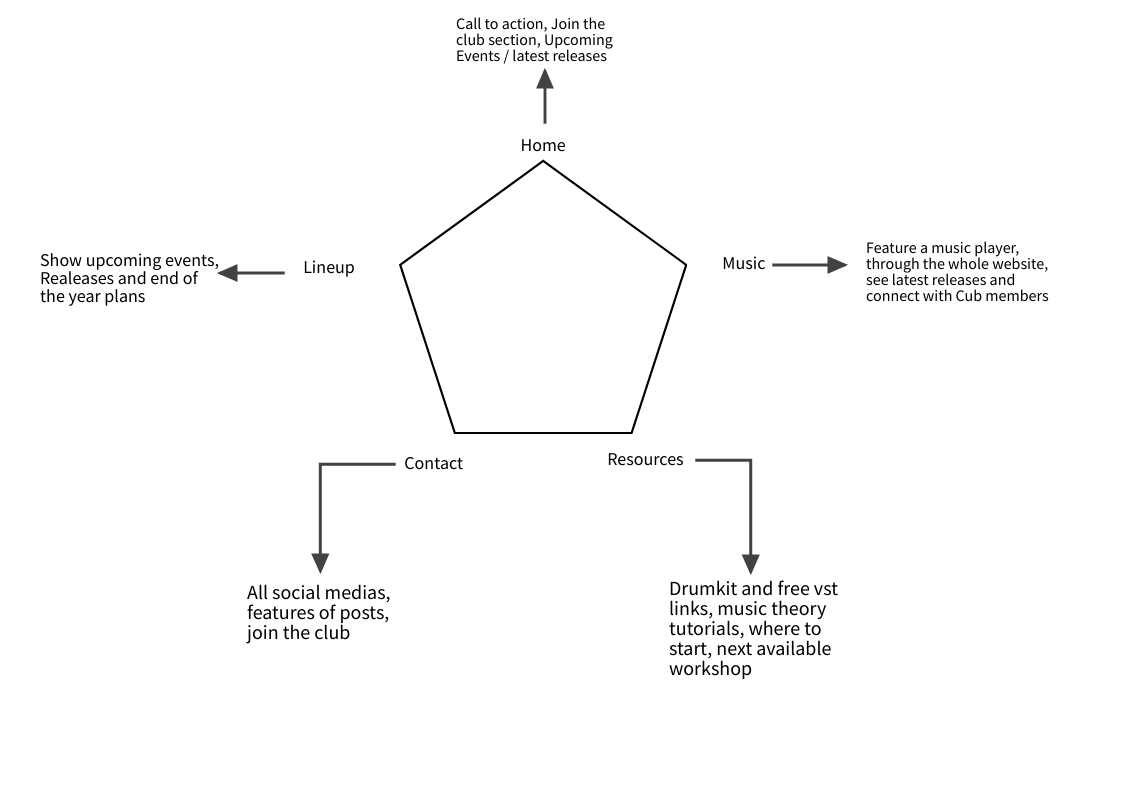 Call to action, Join the
club section, Upcoming
Events / latest releases
Home
Show upcoming events,
Realeases and end of
the year plans
Lineup
Music
Feature a music player,
through the whole website,
see latest releases and
connect with Cub members
Contact
Resources
All social medias,
features of posts,
join the club
Drumkit and free vst
links, music theory
tutorials, where to
start, next available
workshop